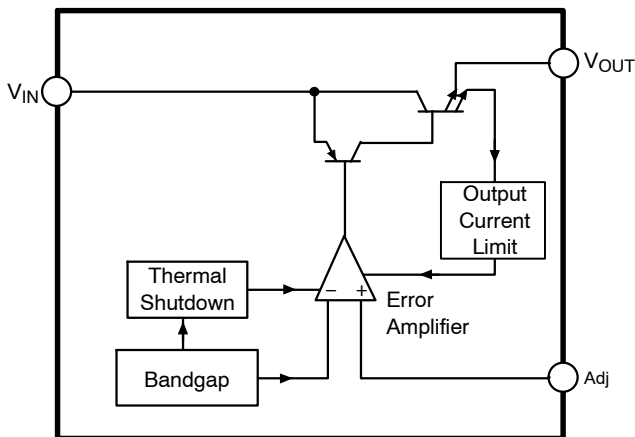 VOUT
VIN
Output
Current
Limit
Thermal
Shutdown
− +
Error
Amplifier
Bandgap
Adj